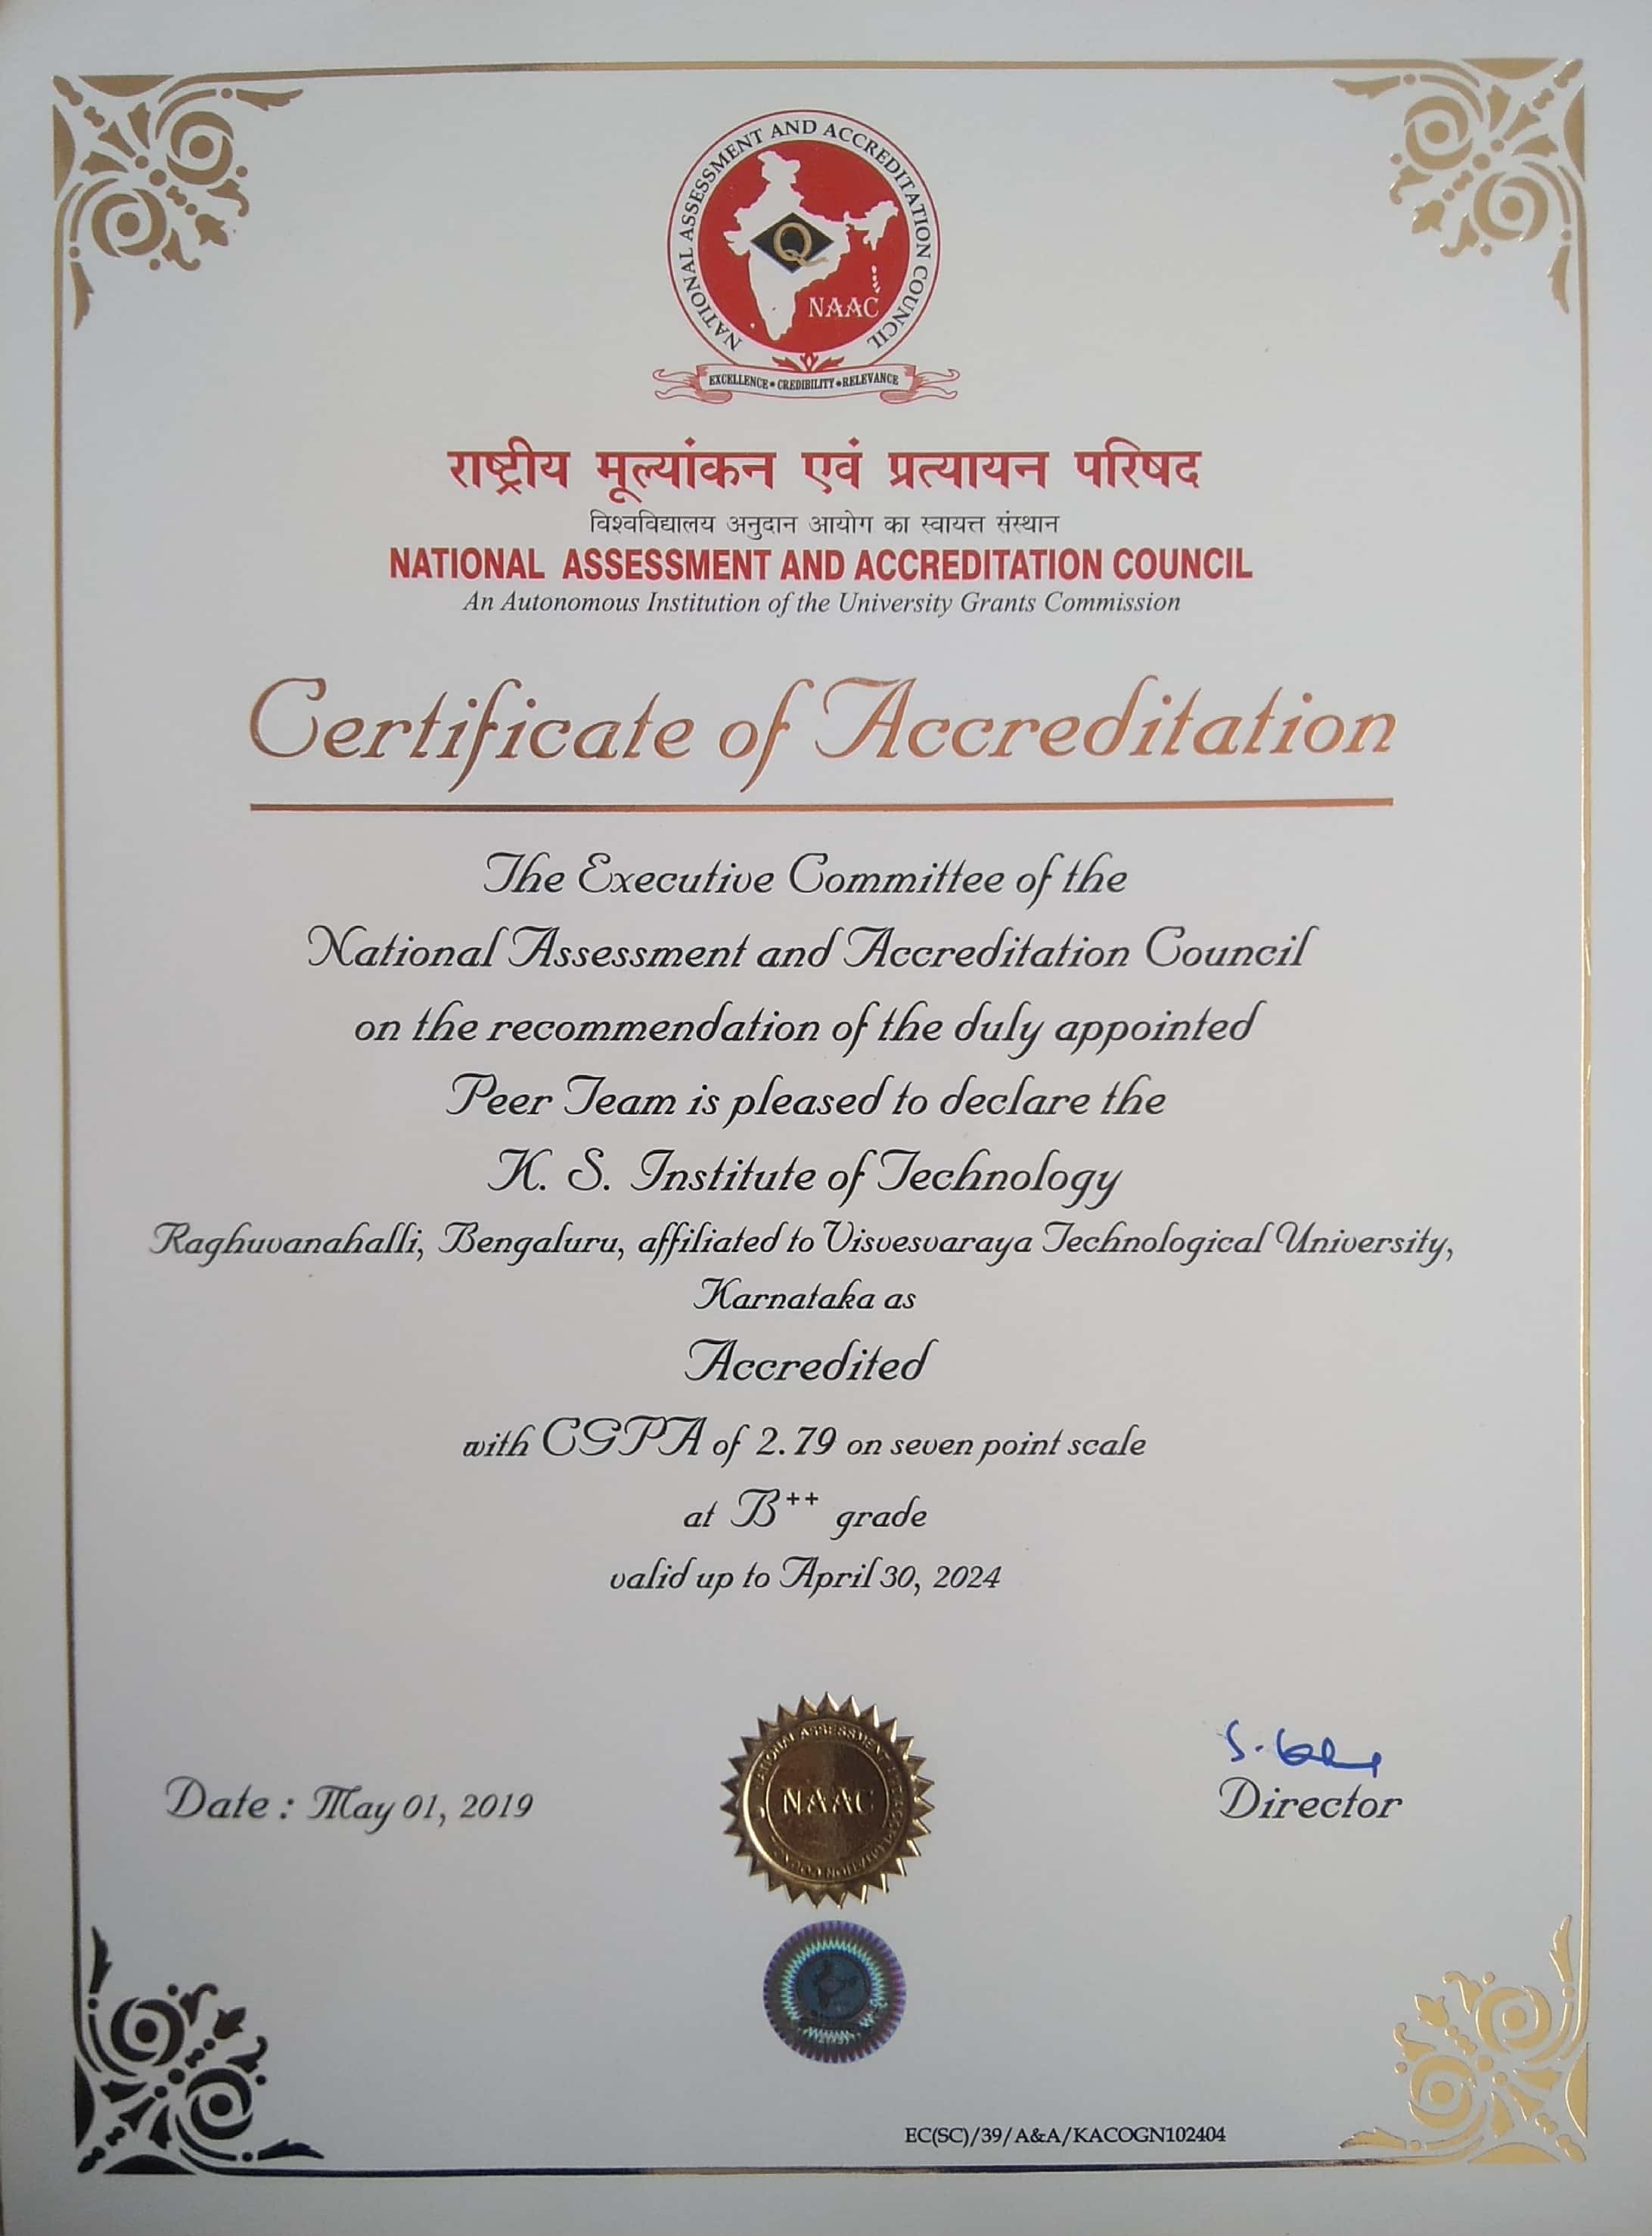 NATIONAL ASSESSMENT AND ACCREDITATION COUNCIL
Q
NAAC
EXCELLENCE • CREDIBILITY • RELEVANCE
राष्ट्रीय मूल्यांकन एवं प्रत्यायन परिषद
विश्वविद्यालय अनुदान आयोग का स्वायत्त संस्थान
NATIONAL ASSESSMENT AND ACCREDITATION COUNCIL
An Autonomous Institution of the University Grants Commission
Certificate of Accreditation
The Executive Committee of the
National Assessment and Accreditation Council
on the recommendation of the duly appointed
Peer Team is pleased to declare the
K. S. Institute of Technology
Raghuvanahalli, Bengaluru, affiliated to Visvesvaraya Technological University,
Karnataka as
Accredited
with CGPA of 2.79 on seven point scale
at B++ grade
valid up to April 30, 2024
NATIONAL ASSESSMENT
NAAC
Date : May 01, 2019
Director
EC(SC)/39/A&A/KACOGN102404